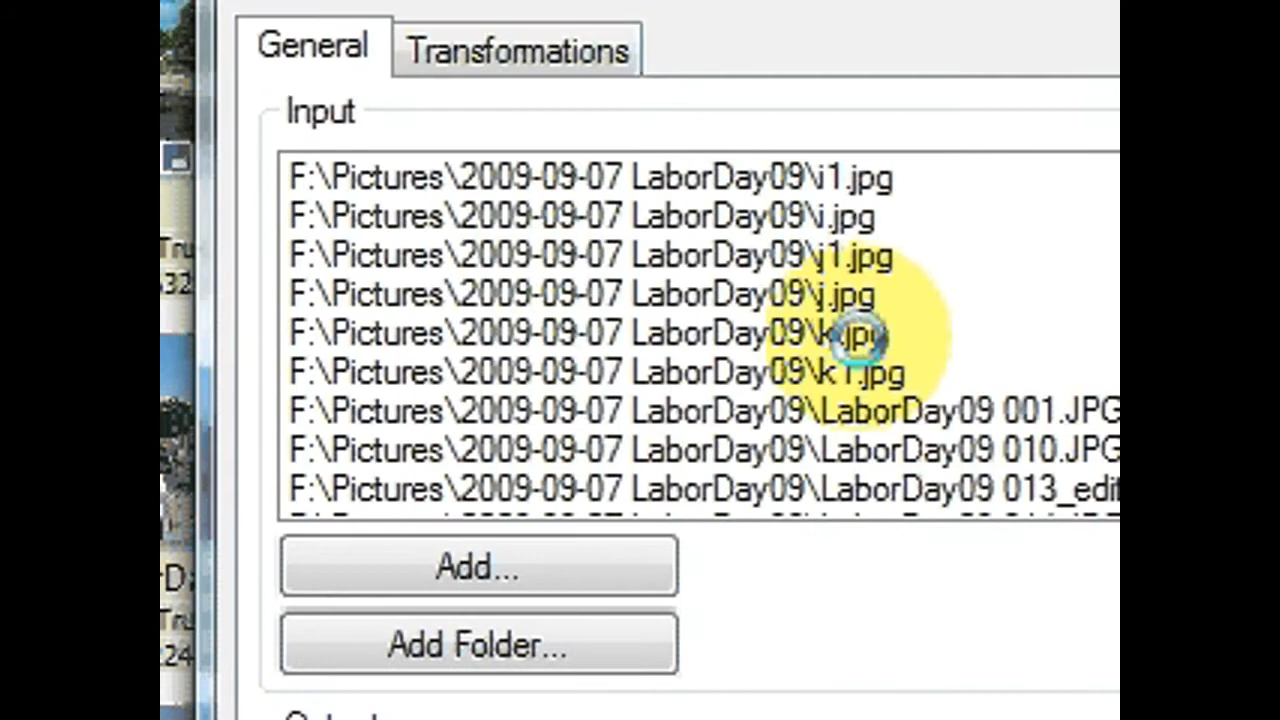 General
Transformations
Input
F:\Pictures\2009-09-07 LaborDay09\i1.jpg
F:\Pictures\2009-09-07 LaborDay09\i.jpg
F:\Pictures\2009-09-07 LaborDay09\j1.jpg
F:\Pictures\2009-09-07 LaborDay09\j.jpg
F:\Pictures\2009-09-07 LaborDay09\k.jpg
F:\Pictures\2009-09-07 LaborDay09\k1.jpg
F:\Pictures\2009-09-07 LaborDay09\LaborDay09 001.JPG
F:\Pictures\2009-09-07 LaborDay09\LaborDay09 010.JPG
F:\Pictures\2009-09-07 LaborDay09\LaborDay09 013_edit
Add...
Add Folder...